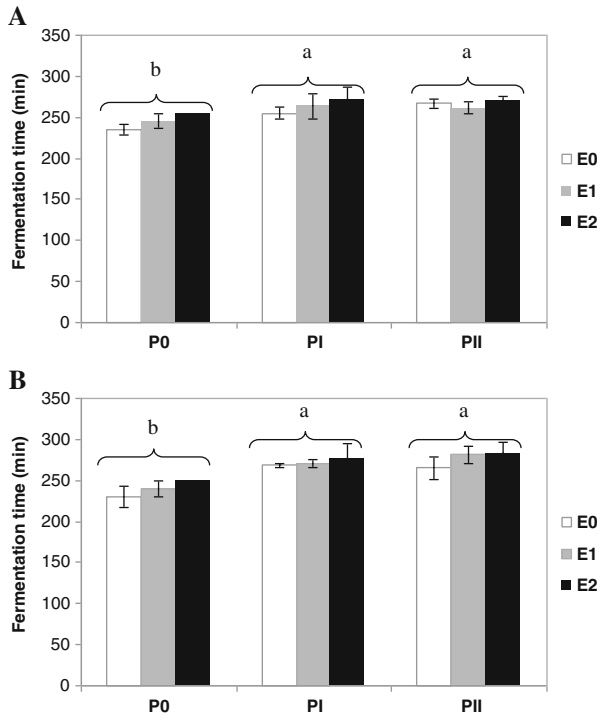 A
Fermentation time (min)
350
300
250
200
150
100
50
0
b
a
a
P0
PI
PII
E0
E1
E2
B
Fermentation time (min)
350
300
250
200
150
100
50
0
b
a
a
P0
PI
PII
E0
E1
E2